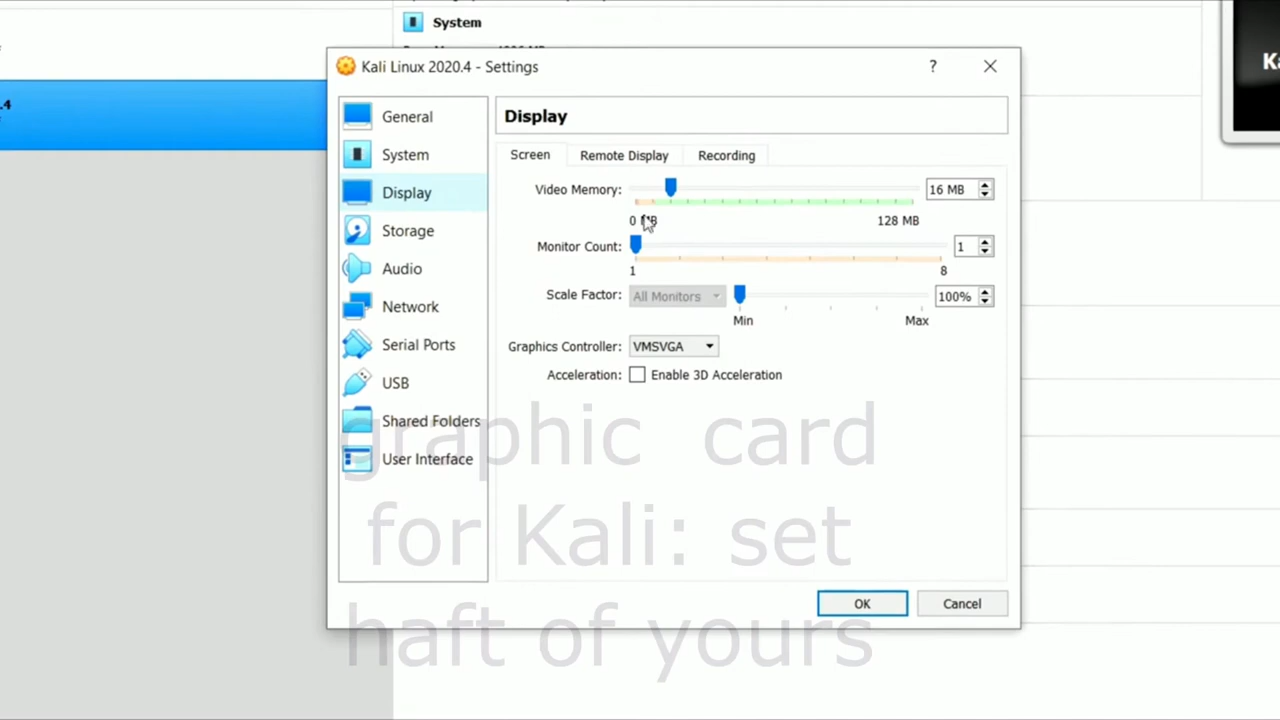 System
.4
Ka
Kali Linux 2020.4 - Settings
?
General
System
Display
Storage
Audio
Network
Serial Ports
USB
Shared Folders
User Interface
Display
Screen Remote Display Recording
Video Memory: 16 MB
0 MB 128 MB
Monitor Count: 1
1 8
Scale Factor: All Monitors 100%
Min Max
Graphics Controller: VMSVGA
Acceleration: Enable 3D Acceleration
graphic card
for Kali: set
haft of yours
OK Cancel